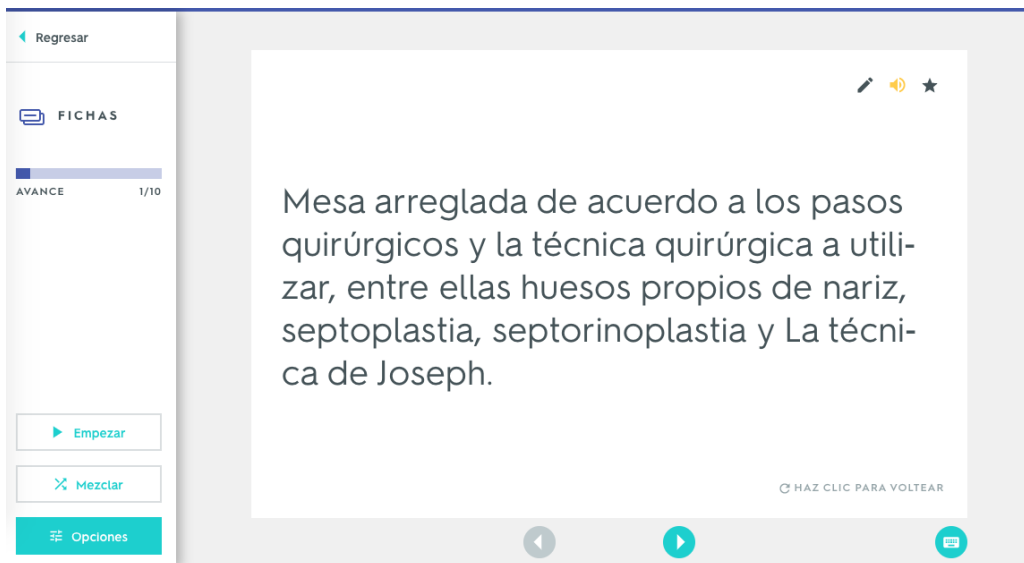 Regresar
FICHAS
AVANCE 1/10
Empezar
Mezclar
Opciones
Mesa arreglada de acuerdo a los pasos
quirúrgicos y la técnica quirúrgica a utili-
zar, entre ellas huesos propios de nariz,
septoplastia, septorinoplastia y La técni-
ca de Joseph.
HAZ CLIC PARA VOLTEAR